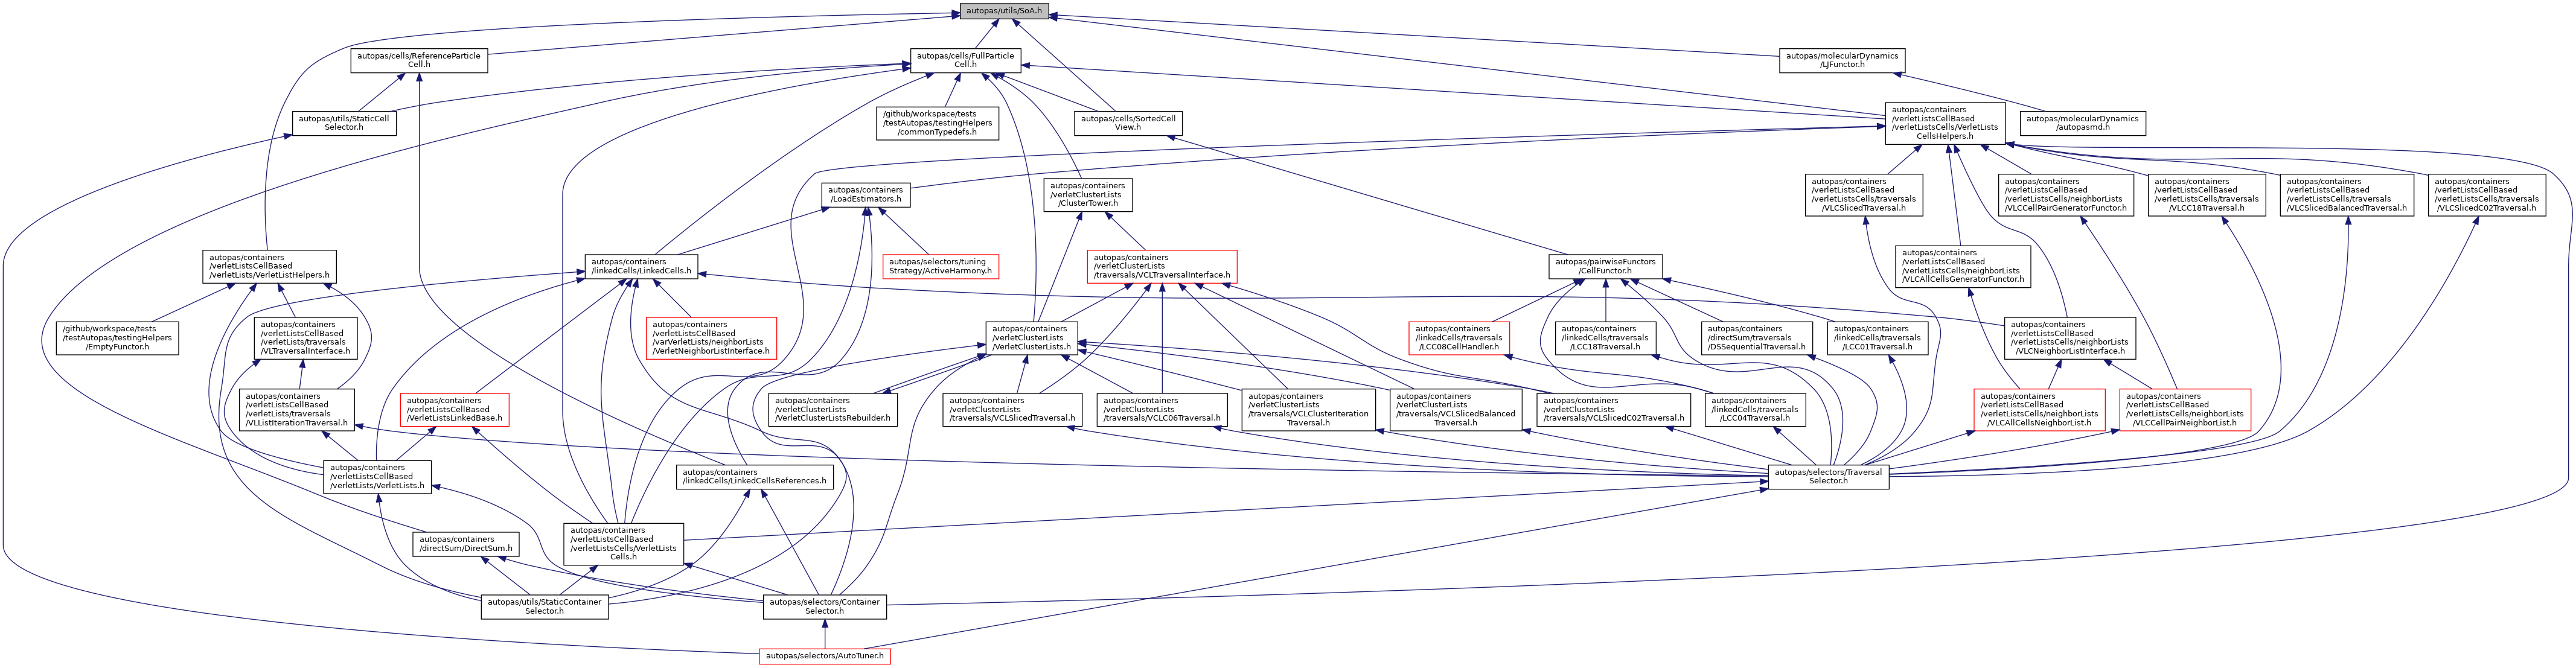 autopas/utils/SoA.h
autopas/cells/ReferenceParticle
Cell.h
autopas/cells/FullParticle
Cell.h
autopas/molecularDynamics
/LJFunctor.h
autopas/utils/StaticCell
Selector.h
/github/workspace/tests
/testAutopas/testingHelpers
/commonTypedefs.h
autopas/cells/SortedCell
View.h
autopas/containers
/verletListsCellBased
/verletListsCells/VerletLists
CellsHelpers.h
autopas/molecularDynamics
/autopasmd.h
autopas/containers
/LoadEstimators.h
autopas/containers
/verletClusterLists
/ClusterTower.h
autopas/containers
/verletListsCellBased
/verletListsCells/traversals
/VLCSlicedTraversal.h
autopas/containers
/verletListsCellBased
/verletListsCells/neighborLists
/VLCCellPairGeneratorFunctor.h
autopas/containers
/verletListsCellBased
/verletListsCells/traversals
/VLCC18Traversal.h
autopas/containers
/verletListsCellBased
/verletListsCells/traversals
/VLCSlicedBalancedTraversal.h
autopas/containers
/verletListsCellBased
/verletListsCells/traversals
/VLCSlicedC02Traversal.h
autopas/containers
/verletListsCellBased
/verletLists/VerletListHelpers.h
autopas/containers
/linkedCells/LinkedCells.h
autopas/selectors/tuning
Strategy/ActiveHarmony.h
autopas/containers
/verletClusterLists
/traversals/VCLTraversalInterface.h
autopas/pairwiseFunctors
/CellFunctor.h
autopas/containers
/verletListsCellBased
/verletListsCells/neighborLists
/VLCAllCellsGeneratorFunctor.h
/github/workspace/tests
/testAutopas/testingHelpers
/EmptyFunctor.h
autopas/containers
/verletListsCellBased
/verletLists/traversals
/VLTraversalInterface.h
autopas/containers
/verletListsCellBased
/varVerletLists/neighborLists
/VerletNeighborListInterface.h
autopas/containers
/verletClusterLists
/VerletClusterLists.h
autopas/containers
/linkedCells/traversals
/LCC08CellHandler.h
autopas/containers
/linkedCells/traversals
/LCC18Traversal.h
autopas/containers
/directSum/traversals
/DSSequentialTraversal.h
autopas/containers
/linkedCells/traversals
/LCC01Traversal.h
autopas/containers
/verletListsCellBased
/verletListsCells/neighborLists
/VLCNeighborListInterface.h
autopas/containers
/verletListsCellBased
/verletLists/traversals
/VLListIterationTraversal.h
autopas/containers
/verletListsCellBased
/VerletListsLinkedBase.h
autopas/containers
/verletClusterLists
/VerletClusterListsRebuilder.h
autopas/containers
/verletClusterLists
/traversals/VCLSlicedTraversal.h
autopas/containers
/verletClusterLists
/traversals/VCLC06Traversal.h
autopas/containers
/verletClusterLists
/traversals/VCLClusterIteration
Traversal.h
autopas/containers
/verletClusterLists
/traversals/VCLSlicedBalanced
Traversal.h
autopas/containers
/verletClusterLists
/traversals/VCLSlicedC02Traversal.h
autopas/containers
/linkedCells/traversals
/LCC04Traversal.h
autopas/containers
/verletListsCellBased
/verletListsCells/neighborLists
/VLCAllCellsNeighborList.h
autopas/containers
/verletListsCellBased
/verletListsCells/neighborLists
/VLCCellPairNeighborList.h
autopas/containers
/verletListsCellBased
/verletLists/VerletLists.h
autopas/containers
/linkedCells/LinkedCellsReferences.h
autopas/selectors/Traversal
Selector.h
autopas/containers
/directSum/DirectSum.h
autopas/containers
/verletListsCellBased
/verletListsCells/VerletLists
Cells.h
autopas/utils/StaticContainer
Selector.h
autopas/selectors/Container
Selector.h
autopas/selectors/AutoTuner.h